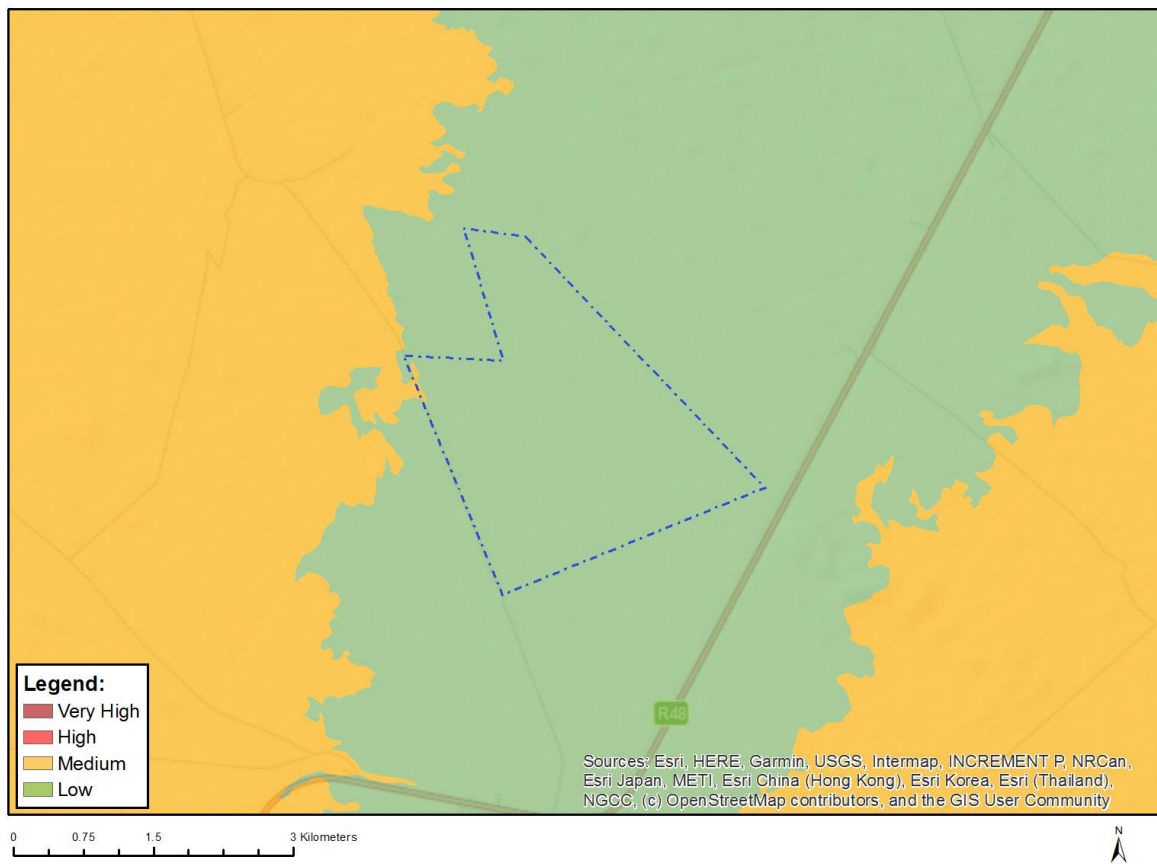 R48
Legend:
Very High
High
Medium
Low
Sources: Esri, HERE, Garmin, USGS, Intermap, INCREMENT P, NRCan,
Esri Japan, METI, Esri China (Hong Kong), Esri Korea, Esri (Thailand),
NGCC, (c) OpenStreetMap contributors, and the GIS User Community
0 0.75 1.5 3 Kilometers
N